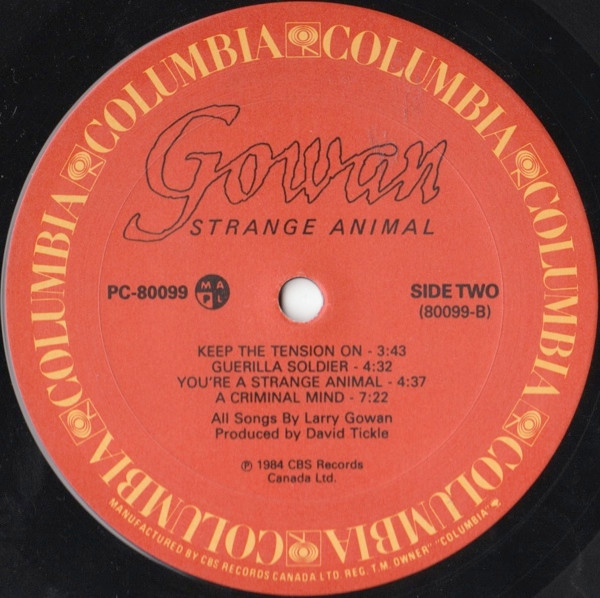 COLUMBIA COLUMBIA COLUMBIA COLUMBIA COLUMBIA COLUMBIA COLUMBIA COLUMBIA
Gowan
STRANGE ANIMAL
PC-80099 MAPL
SIDE TWO
(80099-B)
KEEP THE TENSION ON - 3:43
GUERILLA SOLDIER - 4:32
YOU'RE A STRANGE ANIMAL - 4:37
A CRIMINAL MIND - 7:22
All Songs By Larry Gowan
Produced by David Tickle
℗ 1984 CBS Records
Canada Ltd.
MANUFACTURED BY CBS RECORDS CANADA LTD. REG. T.M. OWNER" "COLUMBIA"